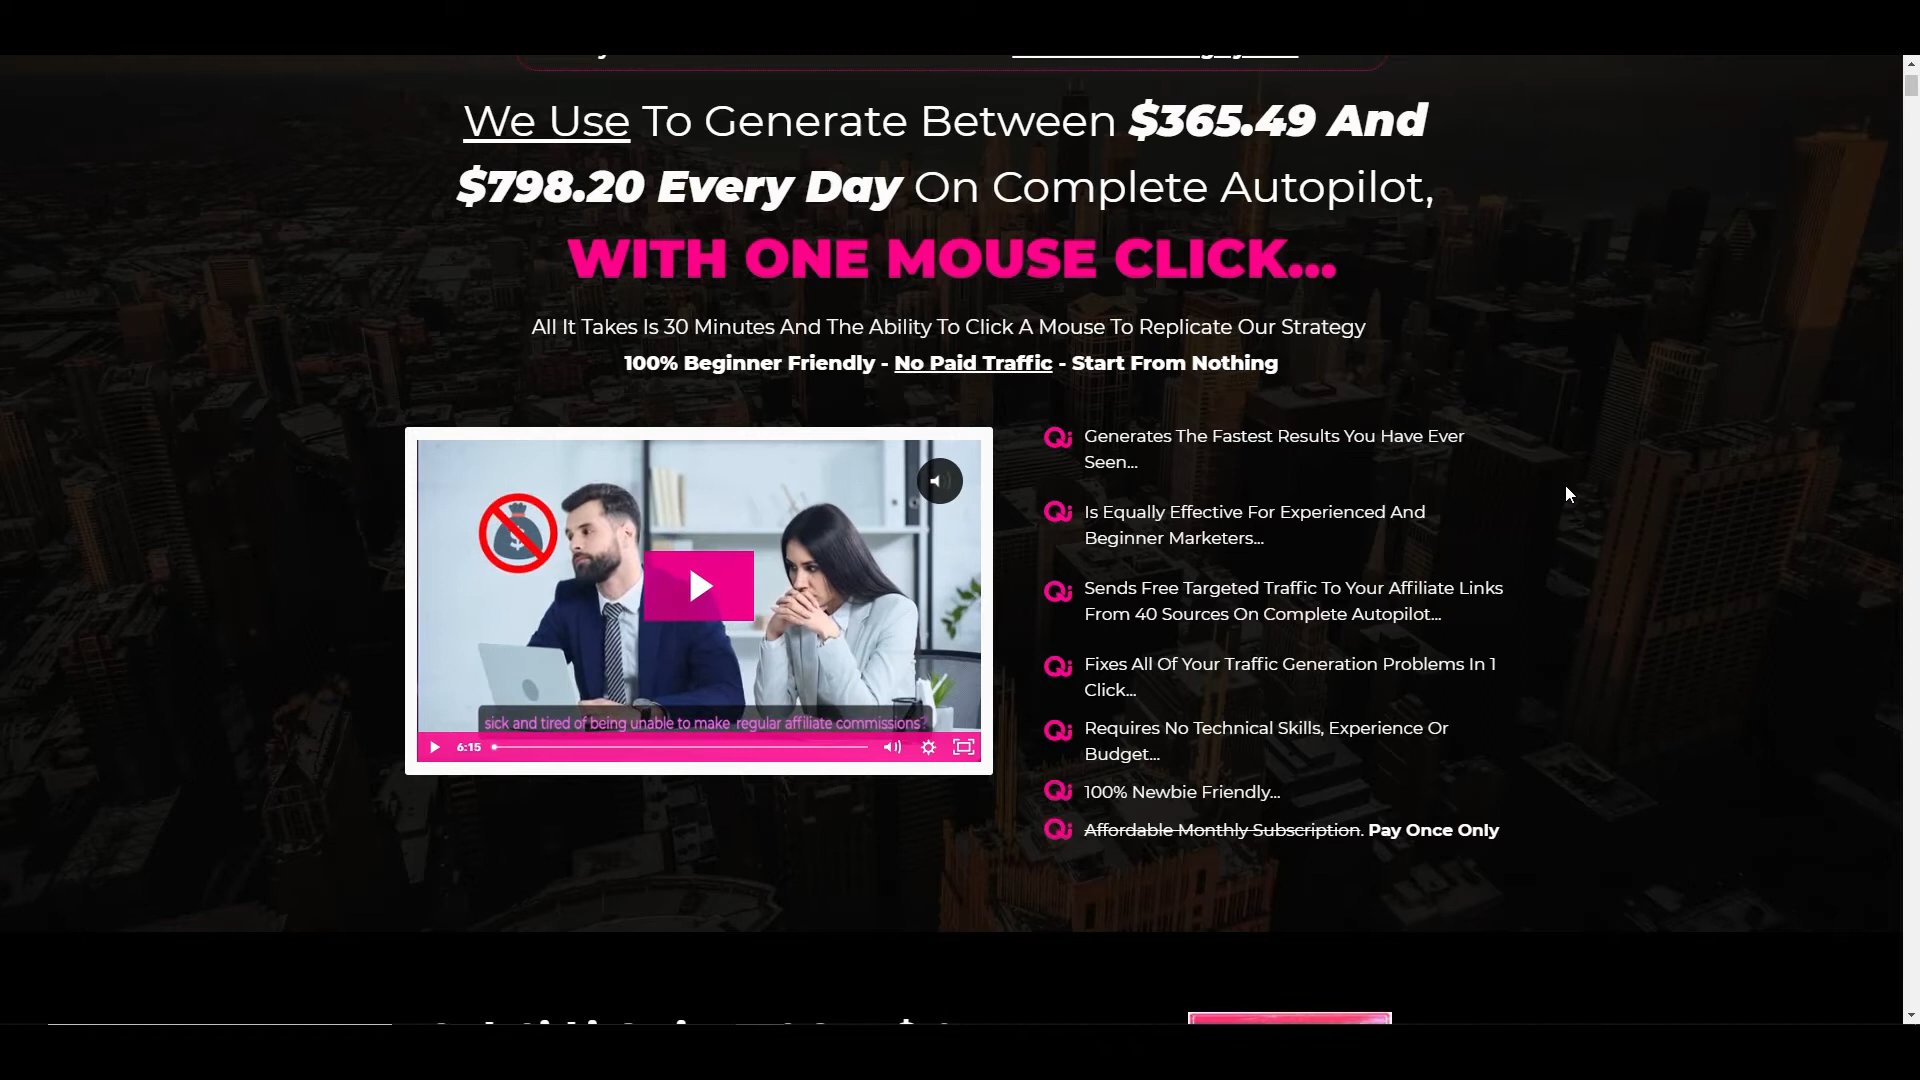 We Use To Generate Between $365.49 And
$798.20 Every Day On Complete Autopilot,
WITH ONE MOUSE CLICK...
All It Takes Is 30 Minutes And The Ability To Click A Mouse To Replicate Our Strategy
100% Beginner Friendly - No Paid Traffic - Start From Nothing
Generates The Fastest Results You Have Ever
Seen...
Is Equally Effective For Experienced And
Beginner Marketers...
Sends Free Targeted Traffic To Your Affiliate Links
From 40 Sources On Complete Autopilot...
Fixes All Of Your Traffic Generation Problems In 1
Click...
Requires No Technical Skills, Experience Or
Budget...
100% Newbie Friendly...
Affordable Monthly Subscription. Pay Once Only
$
sick and tired of being unable to make regular affiliate commissions?
6:15